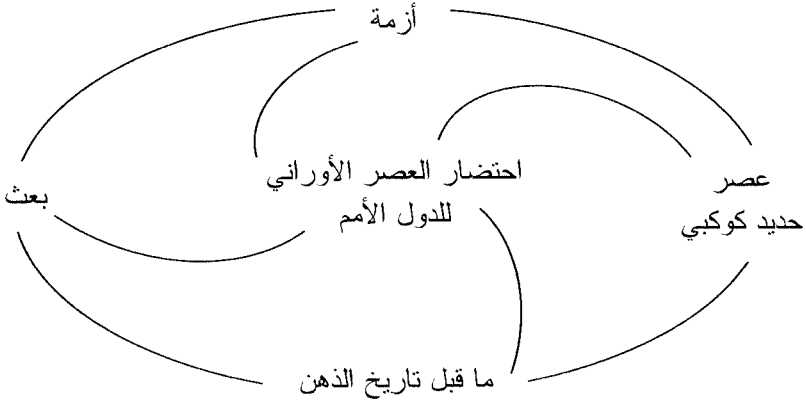 أزمة
احتضار العصر الأوراني
للدول الأمم
عصر
حديد كوكبي
بعث
ما قبل تاريخ الذهن